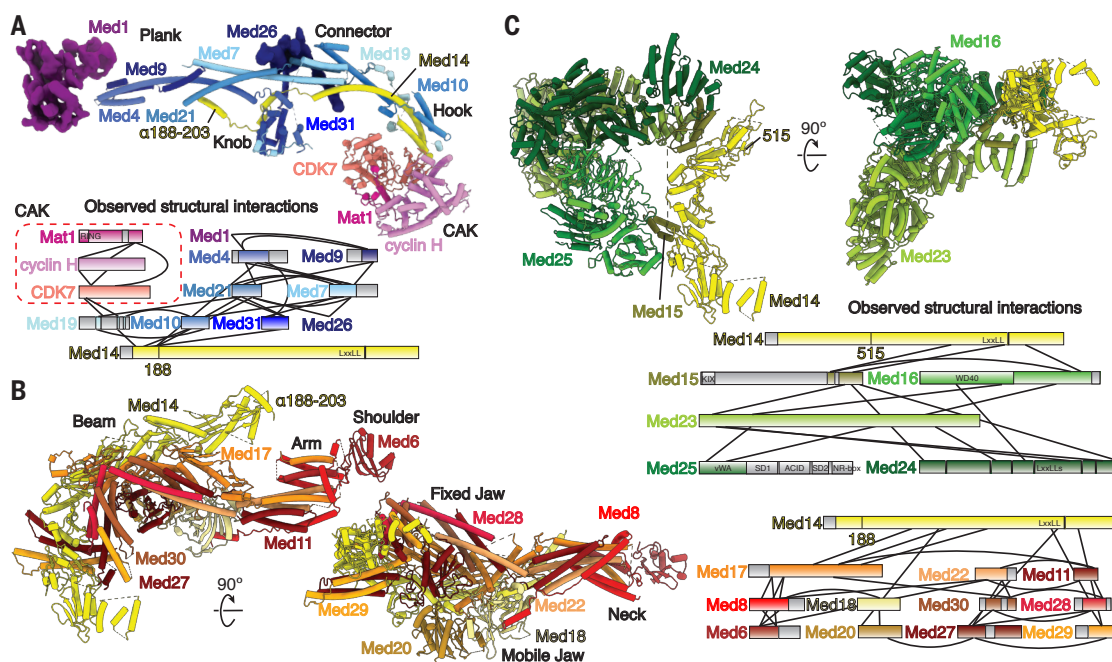 A
Med1
Plank
Med26
Connector
Med7
Med19
Med14
Med9
Med10
Hook
Med4
Med21
α188-203
Knob
Med31
CDK7
Mat1
CAK
cyclin H
CAK
Observed structural interactions
Mat1
RING
Med1
Med4
Med9
cyclin H
CDK7
Med21
Med7
Med19
Med10
Med31
Med26
Med14
LxxLL
188
B
Med14
α188-203
Beam
Shoulder
Med17
Arm
Med6
Fixed Jaw
Med28
Med8
Med11
Med30
Med27
90°
Med29
Med22
Neck
Med18
Med20
Mobile Jaw
C
Med24
Med16
515
90°
Med25
Med23
Med15
Med14
Observed structural interactions
Med14
LxxLL
515
Med15
KIX
Med16
WD40
Med23
Med25
vWA
SD1
ACID
SD2
NR-box
Med24
LxxLLs
Med14
LxxLL
188
Med17
Med22
Med11
Med8
Med18
Med30
Med28
Med6
Med20
Med27
Med29